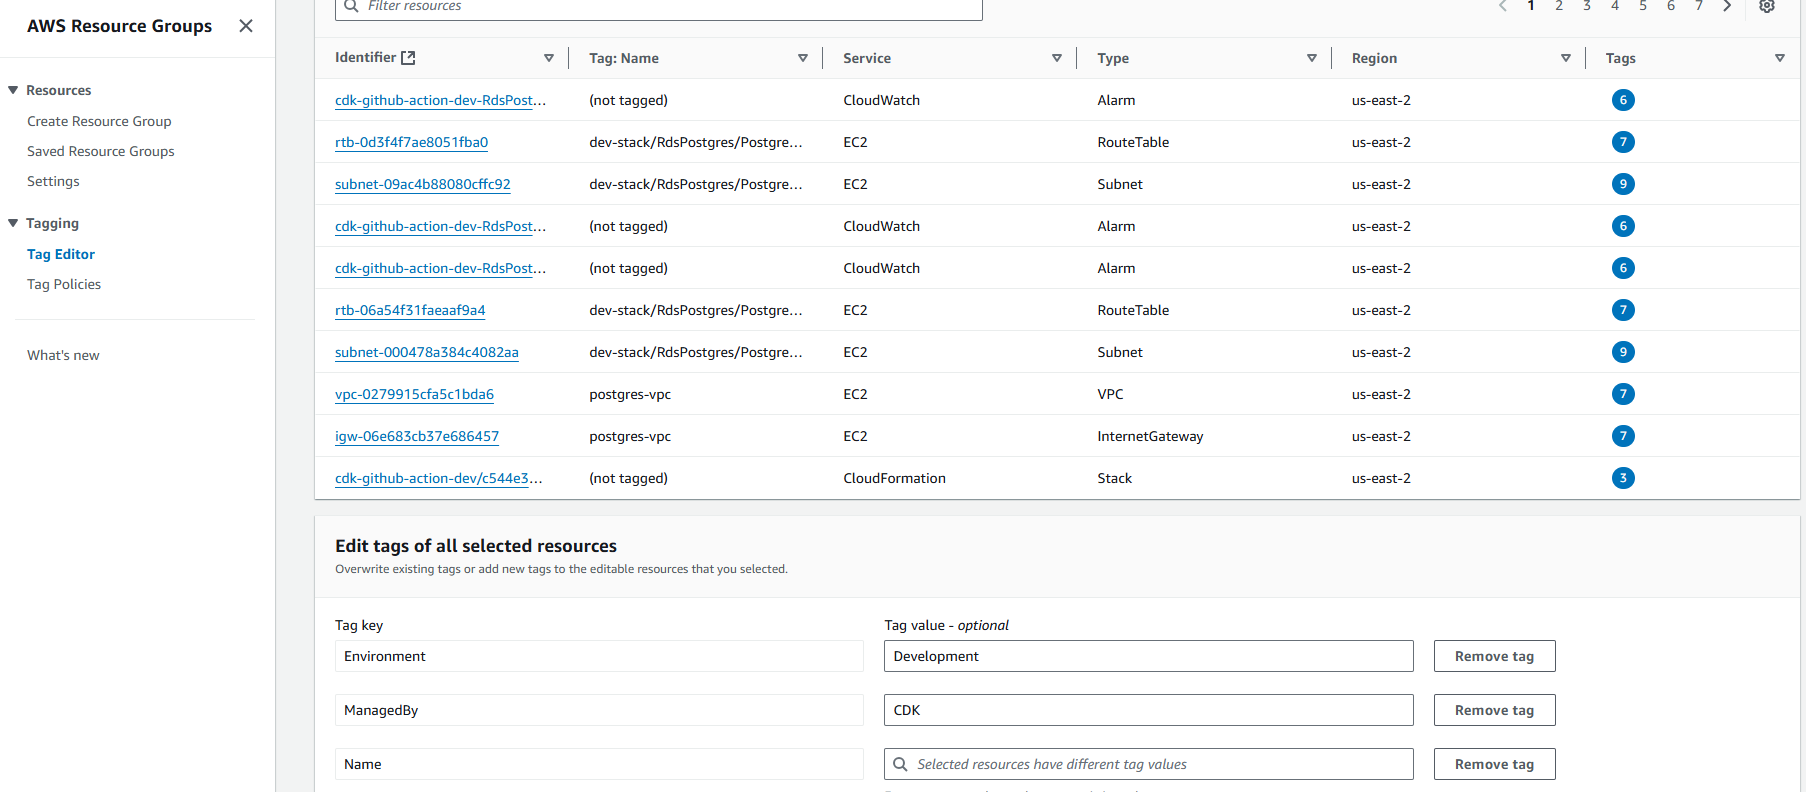 AWS Resource Groups
Resources
Create Resource Group
Saved Resource Groups
Settings
Tagging
Tag Editor
Tag Policies
What's new
Filter resources
1 2 3 4 5 6 7
Identifier Tag: Name Service Type Region Tags
cdk-github-action-dev-RdsPost... (not tagged) CloudWatch Alarm us-east-2 6
rtb-0d3f4f7ae8051fba0 dev-stack/RdsPostgres/Postgre... EC2 RouteTable us-east-2 7
subnet-09ac4b88080cffc92 dev-stack/RdsPostgres/Postgre... EC2 Subnet us-east-2 9
cdk-github-action-dev-RdsPost... (not tagged) CloudWatch Alarm us-east-2 6
cdk-github-action-dev-RdsPost... (not tagged) CloudWatch Alarm us-east-2 6
rtb-06a54f31faeaaf9a4 dev-stack/RdsPostgres/Postgre... EC2 RouteTable us-east-2 7
subnet-000478a384c4082aa dev-stack/RdsPostgres/Postgre... EC2 Subnet us-east-2 9
vpc-0279915cfa5c1bda6 postgres-vpc EC2 VPC us-east-2 7
igw-06e683cb37e686457 postgres-vpc EC2 InternetGateway us-east-2 7
cdk-github-action-dev/c544e3... (not tagged) CloudFormation Stack us-east-2 3
Edit tags of all selected resources
Overwrite existing tags or add new tags to the editable resources that you selected.
Tag key Tag value - optional
Environment Development Remove tag
ManagedBy CDK Remove tag
Name Selected resources have different tag values Remove tag